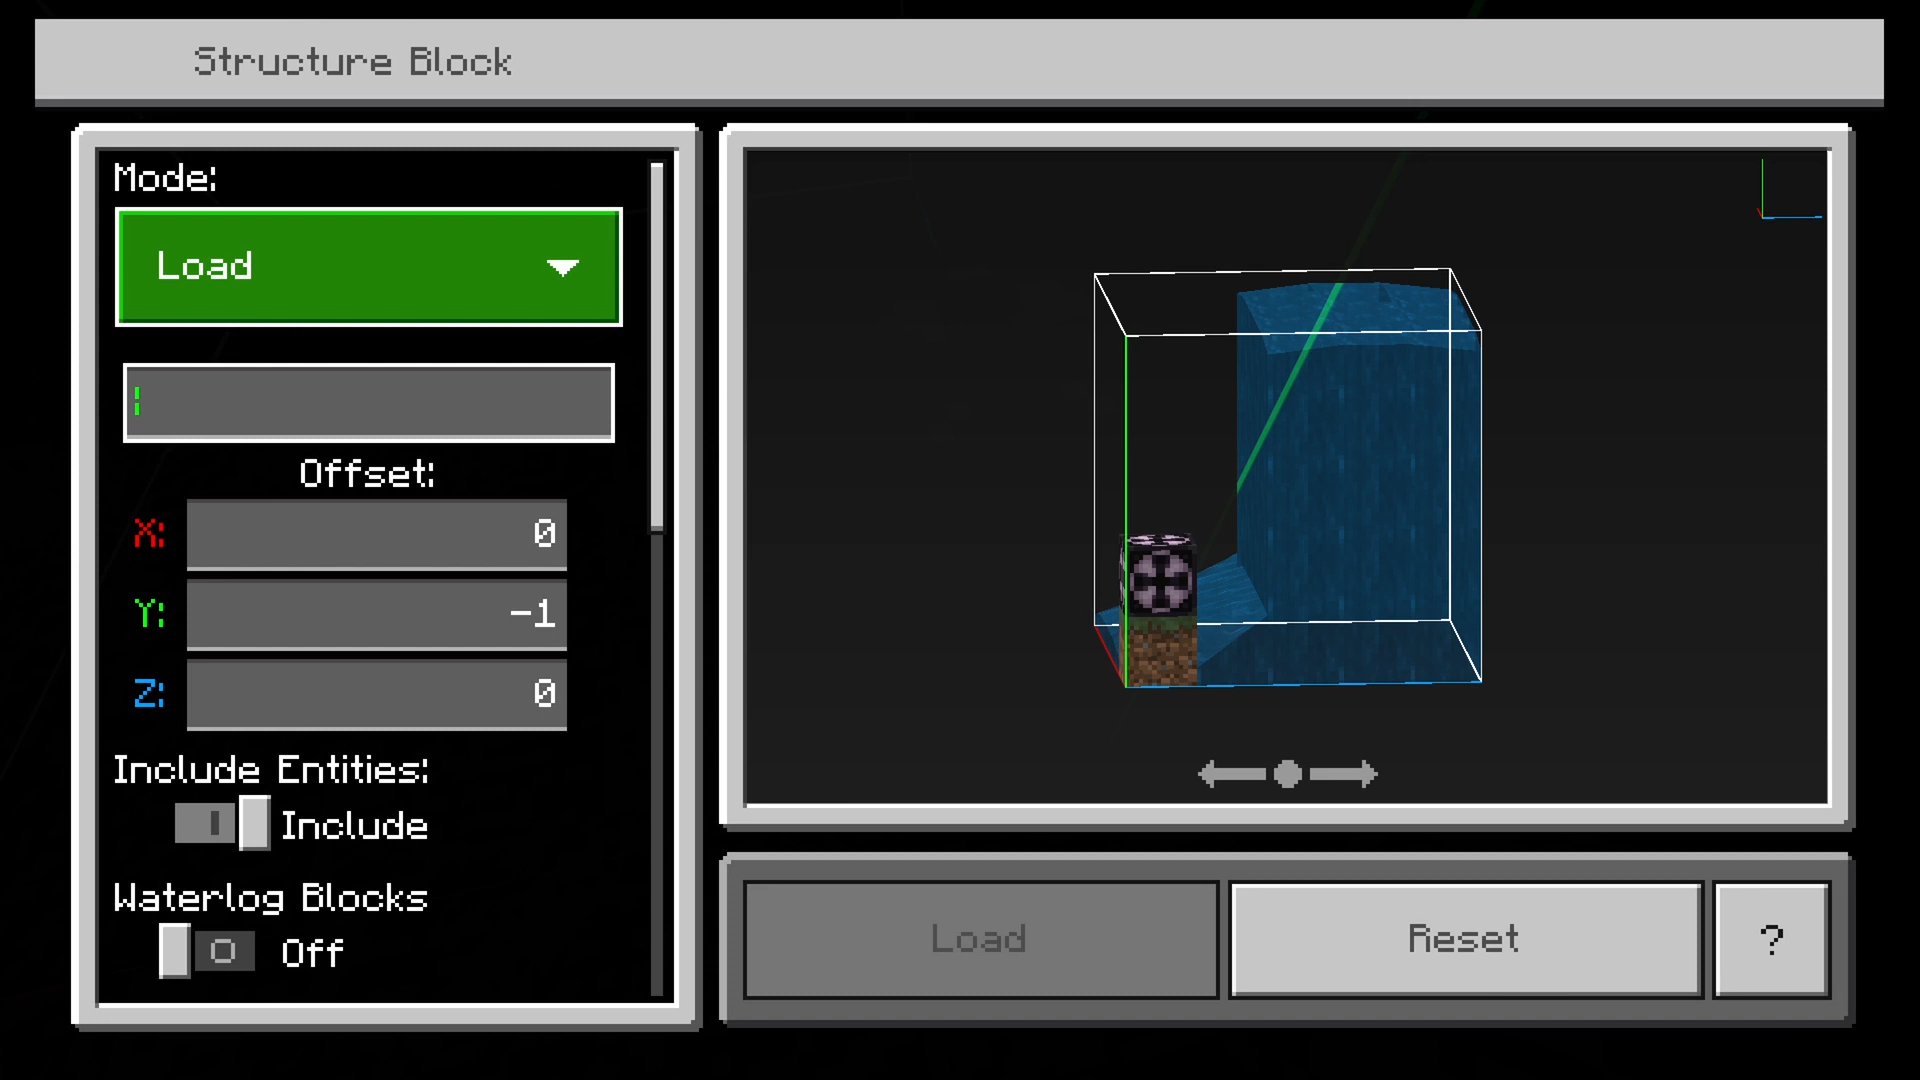 Structure Block
Mode:
Load
Offset:
X: 0
Y: -1
Z: 0
Include Entities:
Include
Waterlog Blocks
Off
Load
Reset
?